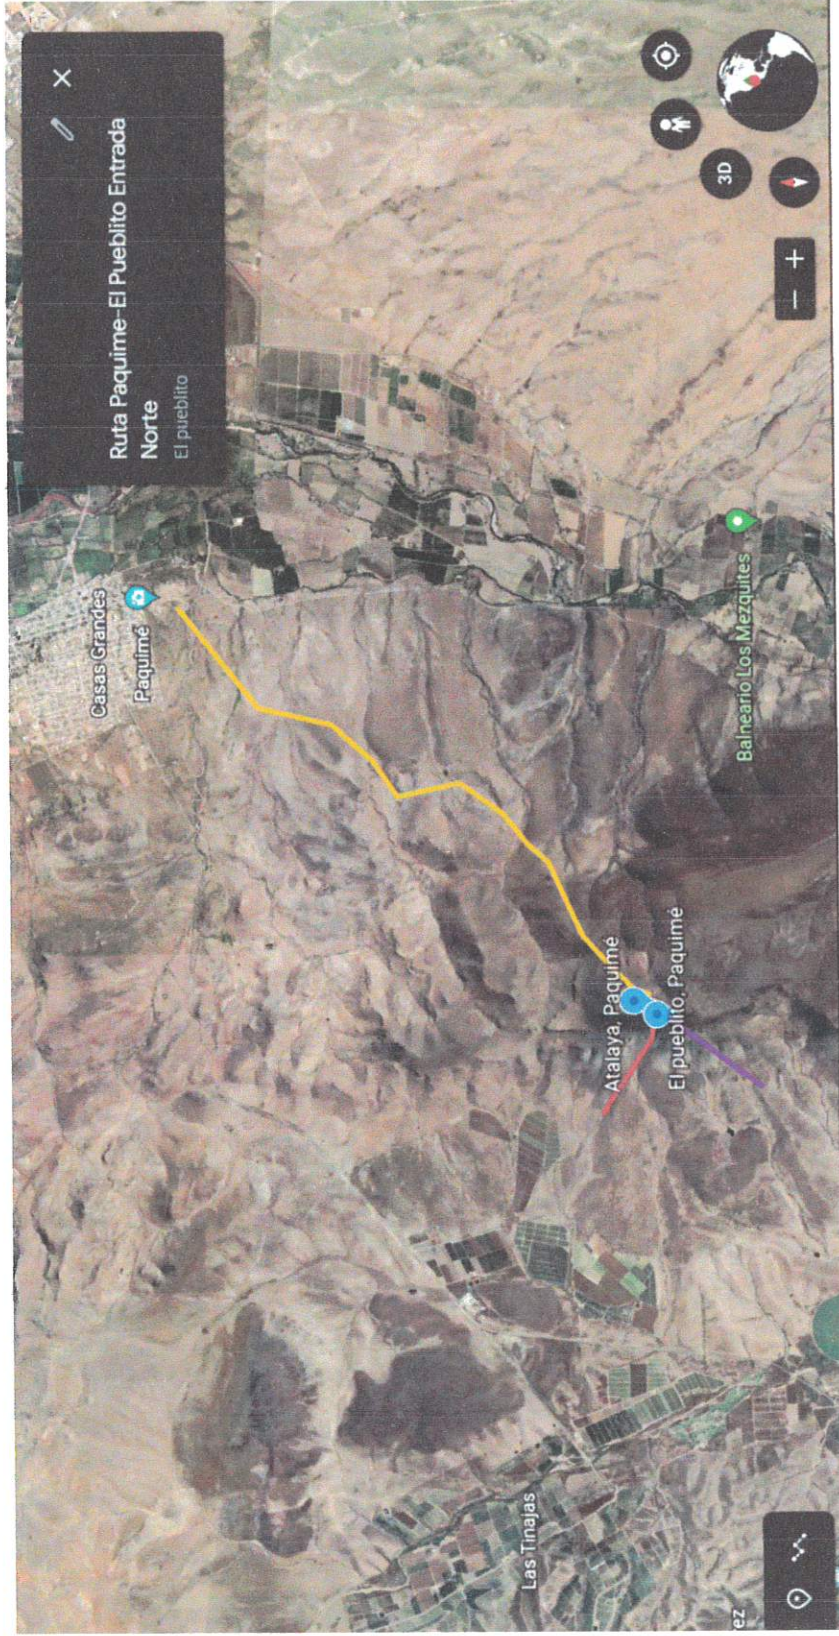 Ruta Paquime-El Pueblito Entrada
Norte
El pueblito
Casas Grandes
Paquimé
Atalaya, Paquimé
El pueblito, Paquimé
Balneario Los Mezquites
Las Tinajas
ez
3D